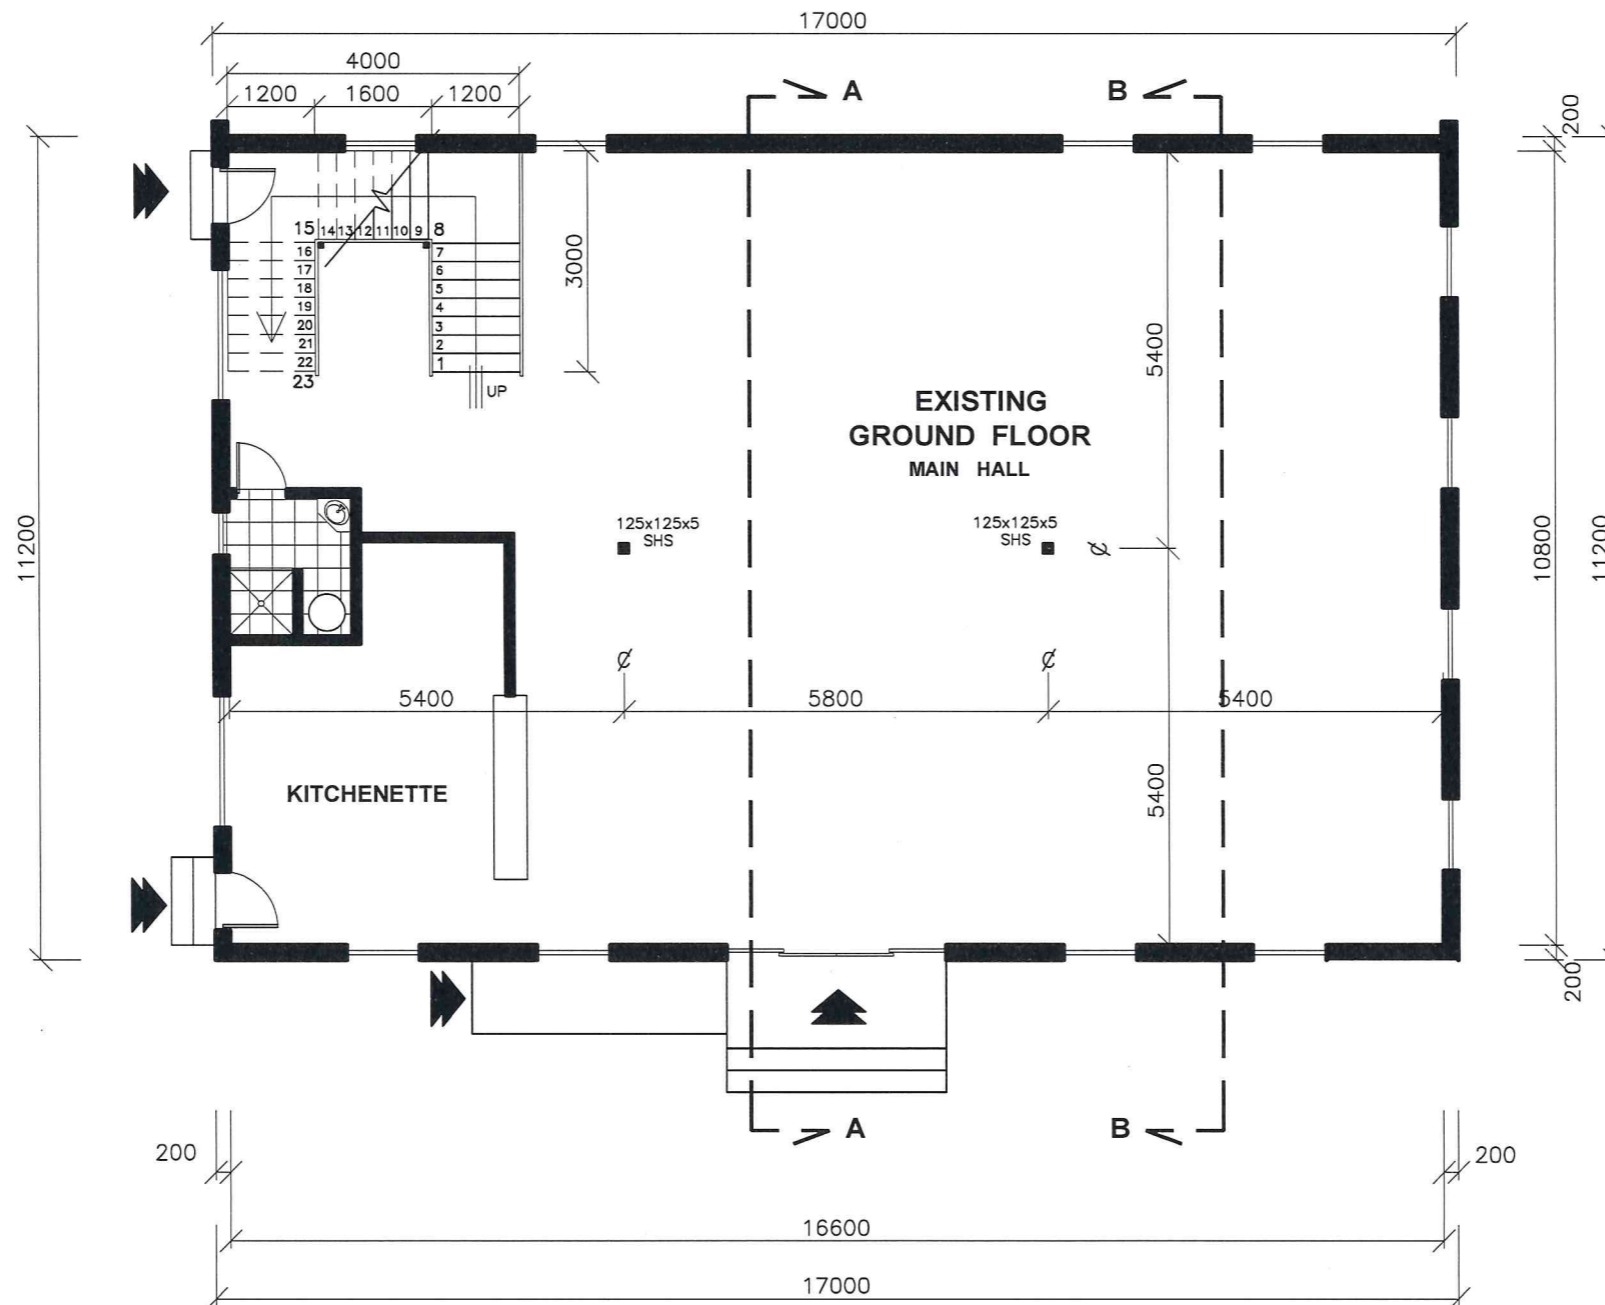 17000
4000
1200 1600 1200
A B
200
15 14 13 12 11 10 9 8
16 7
17 6
18 5
19 4
20 3
21 2
22 1
23
UP
3000
5400
EXISTING
GROUND FLOOR
MAIN HALL
125x125x5
SHS
125x125x5
SHS
₵
11200
10800
11200
₵ ₵
5400 5800 5400
5400
KITCHENETTE
200
A B
200 200
16600
17000